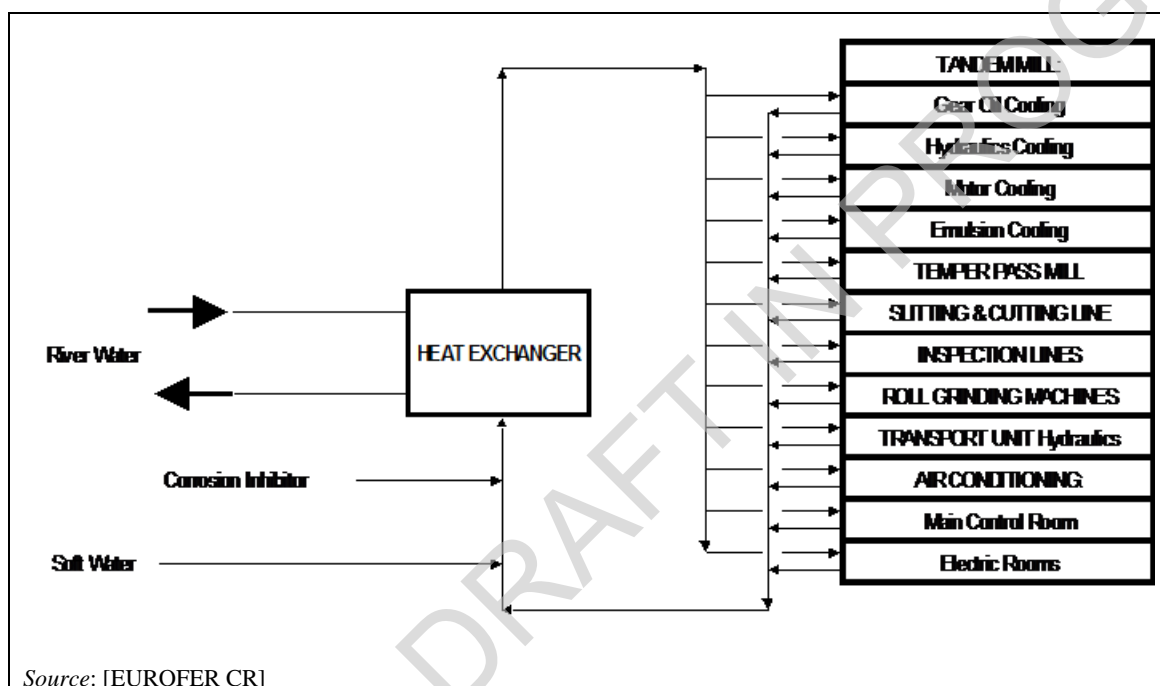 TANDEM MILL:
Gear Oil Cooling
Hydraulics Cooling
Motor Cooling
Emulsion Cooling
TEMPER PASS MILL
SLITTING & CUTTING LINE
INSPECTION LINES
ROLL GRINDING MACHINES
TRANSPORT UNIT Hydraulics
AIR CONDITIONING:
Main Control Room
Electric Rooms
HEAT EXCHANGER
River Water
Corrosion Inhibitor
Soft Water
Source: [EUROFER CR]
DRAFT IN PROG